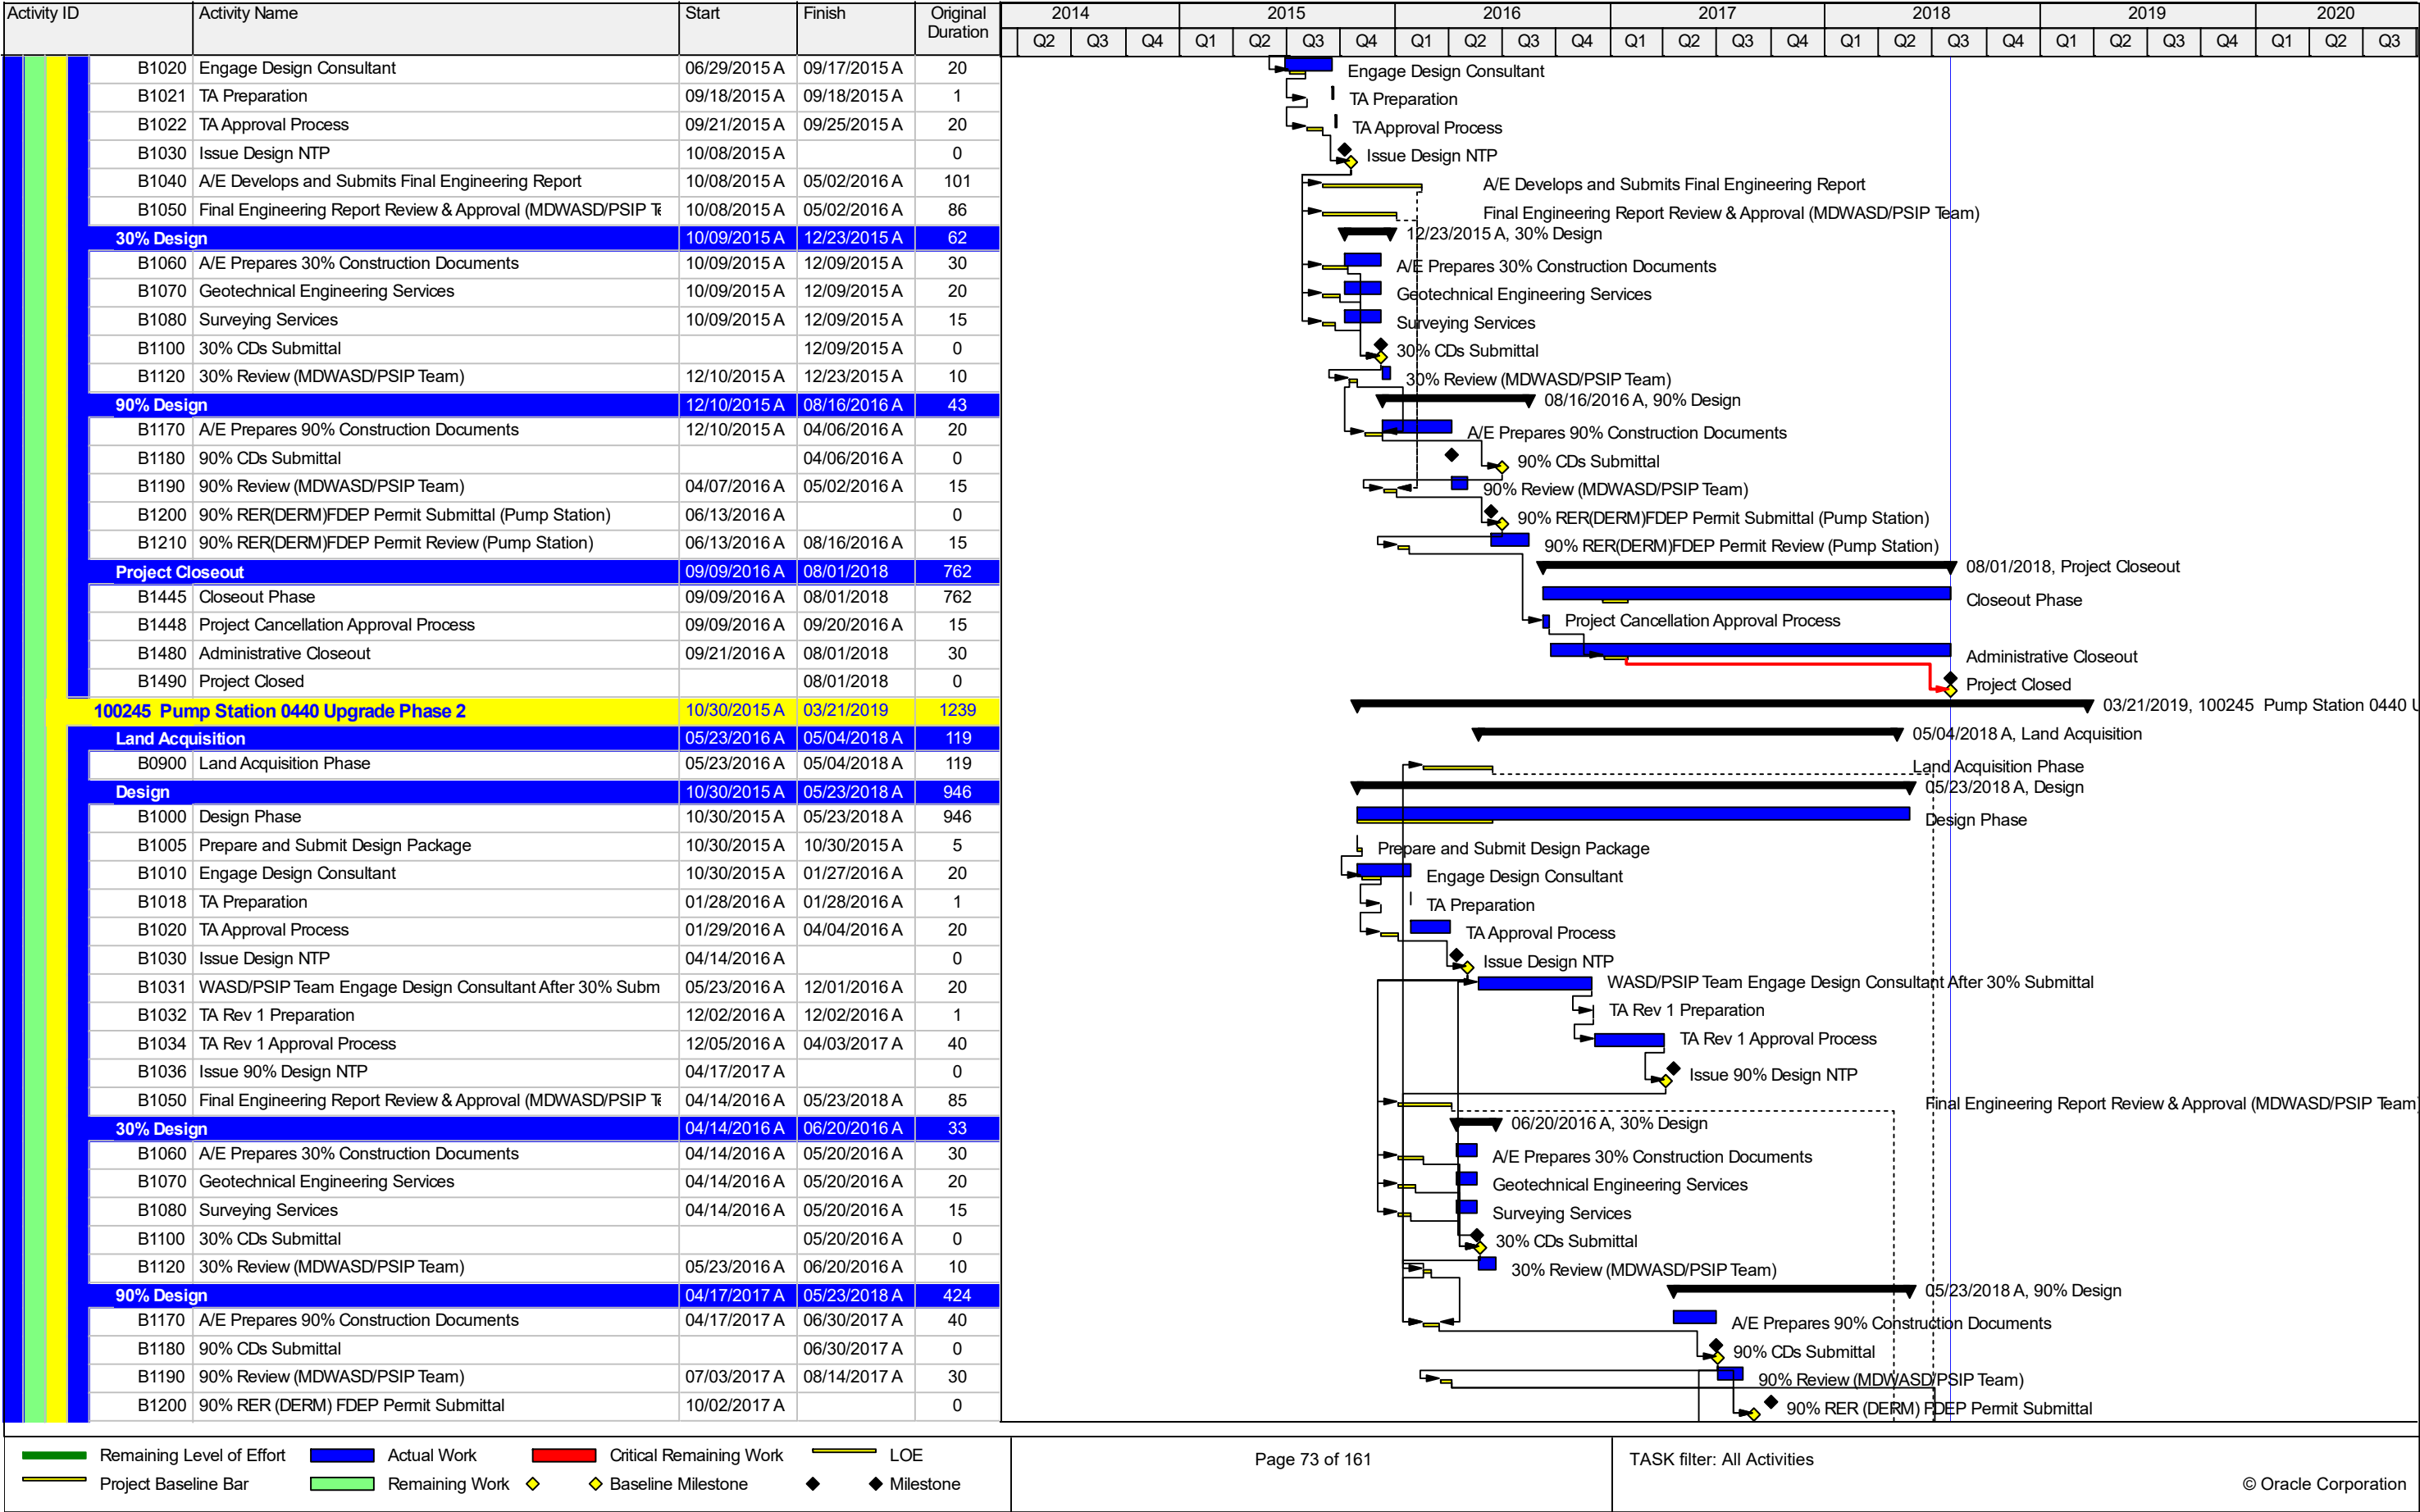 Activity ID Activity Name Start Finish Original Duration 2014 2015 2016 2017 2018 2019 2020
Q2 Q3 Q4 Q1 Q2 Q3 Q4 Q1 Q2 Q3 Q4 Q1 Q2 Q3 Q4 Q1 Q2 Q3 Q4 Q1 Q2 Q3 Q4 Q1 Q2 Q3
B1020 Engage Design Consultant 06/29/2015 A 09/17/2015 A 20 Engage Design Consultant
B1021 TA Preparation 09/18/2015 A 09/18/2015 A 1 TA Preparation
B1022 TA Approval Process 09/21/2015 A 09/25/2015 A 20 TA Approval Process
B1030 Issue Design NTP 10/08/2015 A 0 Issue Design NTP
B1040 A/E Develops and Submits Final Engineering Report 10/08/2015 A 05/02/2016 A 101 A/E Develops and Submits Final Engineering Report
B1050 Final Engineering Report Review & Approval (MDWASD/PSIP Te 10/08/2015 A 05/02/2016 A 86 Final Engineering Report Review & Approval (MDWASD/PSIP Team)
30% Design 10/09/2015 A 12/23/2015 A 62 12/23/2015 A, 30% Design
B1060 A/E Prepares 30% Construction Documents 10/09/2015 A 12/09/2015 A 30 A/E Prepares 30% Construction Documents
B1070 Geotechnical Engineering Services 10/09/2015 A 12/09/2015 A 20 Geotechnical Engineering Services
B1080 Surveying Services 10/09/2015 A 12/09/2015 A 15 Surveying Services
B1100 30% CDs Submittal 12/09/2015 A 0 30% CDs Submittal
B1120 30% Review (MDWASD/PSIP Team) 12/10/2015 A 12/23/2015 A 10 30% Review (MDWASD/PSIP Team)
90% Design 12/10/2015 A 08/16/2016 A 43 08/16/2016 A, 90% Design
B1170 A/E Prepares 90% Construction Documents 12/10/2015 A 04/06/2016 A 20 A/E Prepares 90% Construction Documents
B1180 90% CDs Submittal 04/06/2016 A 0 90% CDs Submittal
B1190 90% Review (MDWASD/PSIP Team) 04/07/2016 A 05/02/2016 A 15 90% Review (MDWASD/PSIP Team)
B1200 90% RER(DERM)FDEP Permit Submittal (Pump Station) 06/13/2016 A 0 90% RER(DERM)FDEP Permit Submittal (Pump Station)
B1210 90% RER(DERM)FDEP Permit Review (Pump Station) 06/13/2016 A 08/16/2016 A 15 90% RER(DERM)FDEP Permit Review (Pump Station)
Project Closeout 09/09/2016 A 08/01/2018 762 08/01/2018, Project Closeout
B1445 Closeout Phase 09/09/2016 A 08/01/2018 762 Closeout Phase
B1448 Project Cancellation Approval Process 09/09/2016 A 09/20/2016 A 15 Project Cancellation Approval Process
B1480 Administrative Closeout 09/21/2016 A 08/01/2018 30 Administrative Closeout
B1490 Project Closed 08/01/2018 0 Project Closed
100245 Pump Station 0440 Upgrade Phase 2 10/30/2015 A 03/21/2019 1239 03/21/2019, 100245 Pump Station 0440 U
Land Acquisition 05/23/2016 A 05/04/2018 A 119 05/04/2018 A, Land Acquisition
B0900 Land Acquisition Phase 05/23/2016 A 05/04/2018 A 119 Land Acquisition Phase
Design 10/30/2015 A 05/23/2018 A 946 05/23/2018 A, Design
B1000 Design Phase 10/30/2015 A 05/23/2018 A 946 Design Phase
B1005 Prepare and Submit Design Package 10/30/2015 A 10/30/2015 A 5 Prepare and Submit Design Package
B1010 Engage Design Consultant 10/30/2015 A 01/27/2016 A 20 Engage Design Consultant
B1018 TA Preparation 01/28/2016 A 01/28/2016 A 1 TA Preparation
B1020 TA Approval Process 01/29/2016 A 04/04/2016 A 20 TA Approval Process
B1030 Issue Design NTP 04/14/2016 A 0 Issue Design NTP
B1031 WASD/PSIP Team Engage Design Consultant After 30% Subm 05/23/2016 A 12/01/2016 A 20 WASD/PSIP Team Engage Design Consultant After 30% Submittal
B1032 TA Rev 1 Preparation 12/02/2016 A 12/02/2016 A 1 TA Rev 1 Preparation
B1034 TA Rev 1 Approval Process 12/05/2016 A 04/03/2017 A 40 TA Rev 1 Approval Process
B1036 Issue 90% Design NTP 04/17/2017 A 0 Issue 90% Design NTP
B1050 Final Engineering Report Review & Approval (MDWASD/PSIP Te 04/14/2016 A 05/23/2018 A 85 Final Engineering Report Review & Approval (MDWASD/PSIP Team)
30% Design 04/14/2016 A 06/20/2016 A 33 06/20/2016 A, 30% Design
B1060 A/E Prepares 30% Construction Documents 04/14/2016 A 05/20/2016 A 30 A/E Prepares 30% Construction Documents
B1070 Geotechnical Engineering Services 04/14/2016 A 05/20/2016 A 20 Geotechnical Engineering Services
B1080 Surveying Services 04/14/2016 A 05/20/2016 A 15 Surveying Services
B1100 30% CDs Submittal 05/20/2016 A 0 30% CDs Submittal
B1120 30% Review (MDWASD/PSIP Team) 05/23/2016 A 06/20/2016 A 10 30% Review (MDWASD/PSIP Team)
90% Design 04/17/2017 A 05/23/2018 A 424 05/23/2018 A, 90% Design
B1170 A/E Prepares 90% Construction Documents 04/17/2017 A 06/30/2017 A 40 A/E Prepares 90% Construction Documents
B1180 90% CDs Submittal 06/30/2017 A 0 90% CDs Submittal
B1190 90% Review (MDWASD/PSIP Team) 07/03/2017 A 08/14/2017 A 30 90% Review (MDWASD/PSIP Team)
B1200 90% RER (DERM) FDEP Permit Submittal 10/02/2017 A 0 90% RER (DERM) FDEP Permit Submittal
Remaining Level of Effort Actual Work Critical Remaining Work LOE
Project Baseline Bar Remaining Work Baseline Milestone Milestone
Page 73 of 161
TASK filter: All Activities
© Oracle Corporation